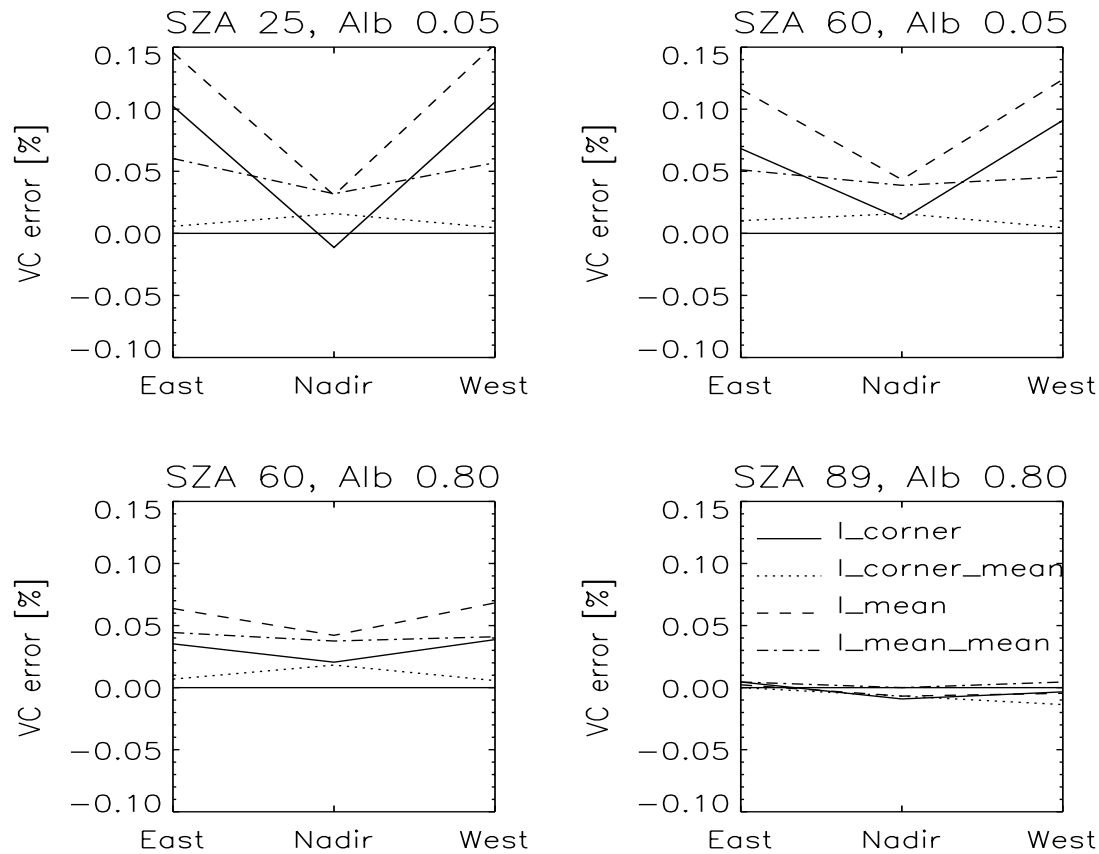 SZA 25, Alb 0.05
0.15
0.10
0.05
0.00
−0.05
−0.10
VC error [%]
East Nadir West
SZA 60, Alb 0.05
0.15
0.10
0.05
0.00
−0.05
−0.10
VC error [%]
East Nadir West
SZA 60, Alb 0.80
0.15
0.10
0.05
0.00
−0.05
−0.10
VC error [%]
East Nadir West
SZA 89, Alb 0.80
0.15
0.10
0.05
0.00
−0.05
−0.10
VC error [%]
I_corner
I_corner_mean
I_mean
I_mean_mean
East Nadir West